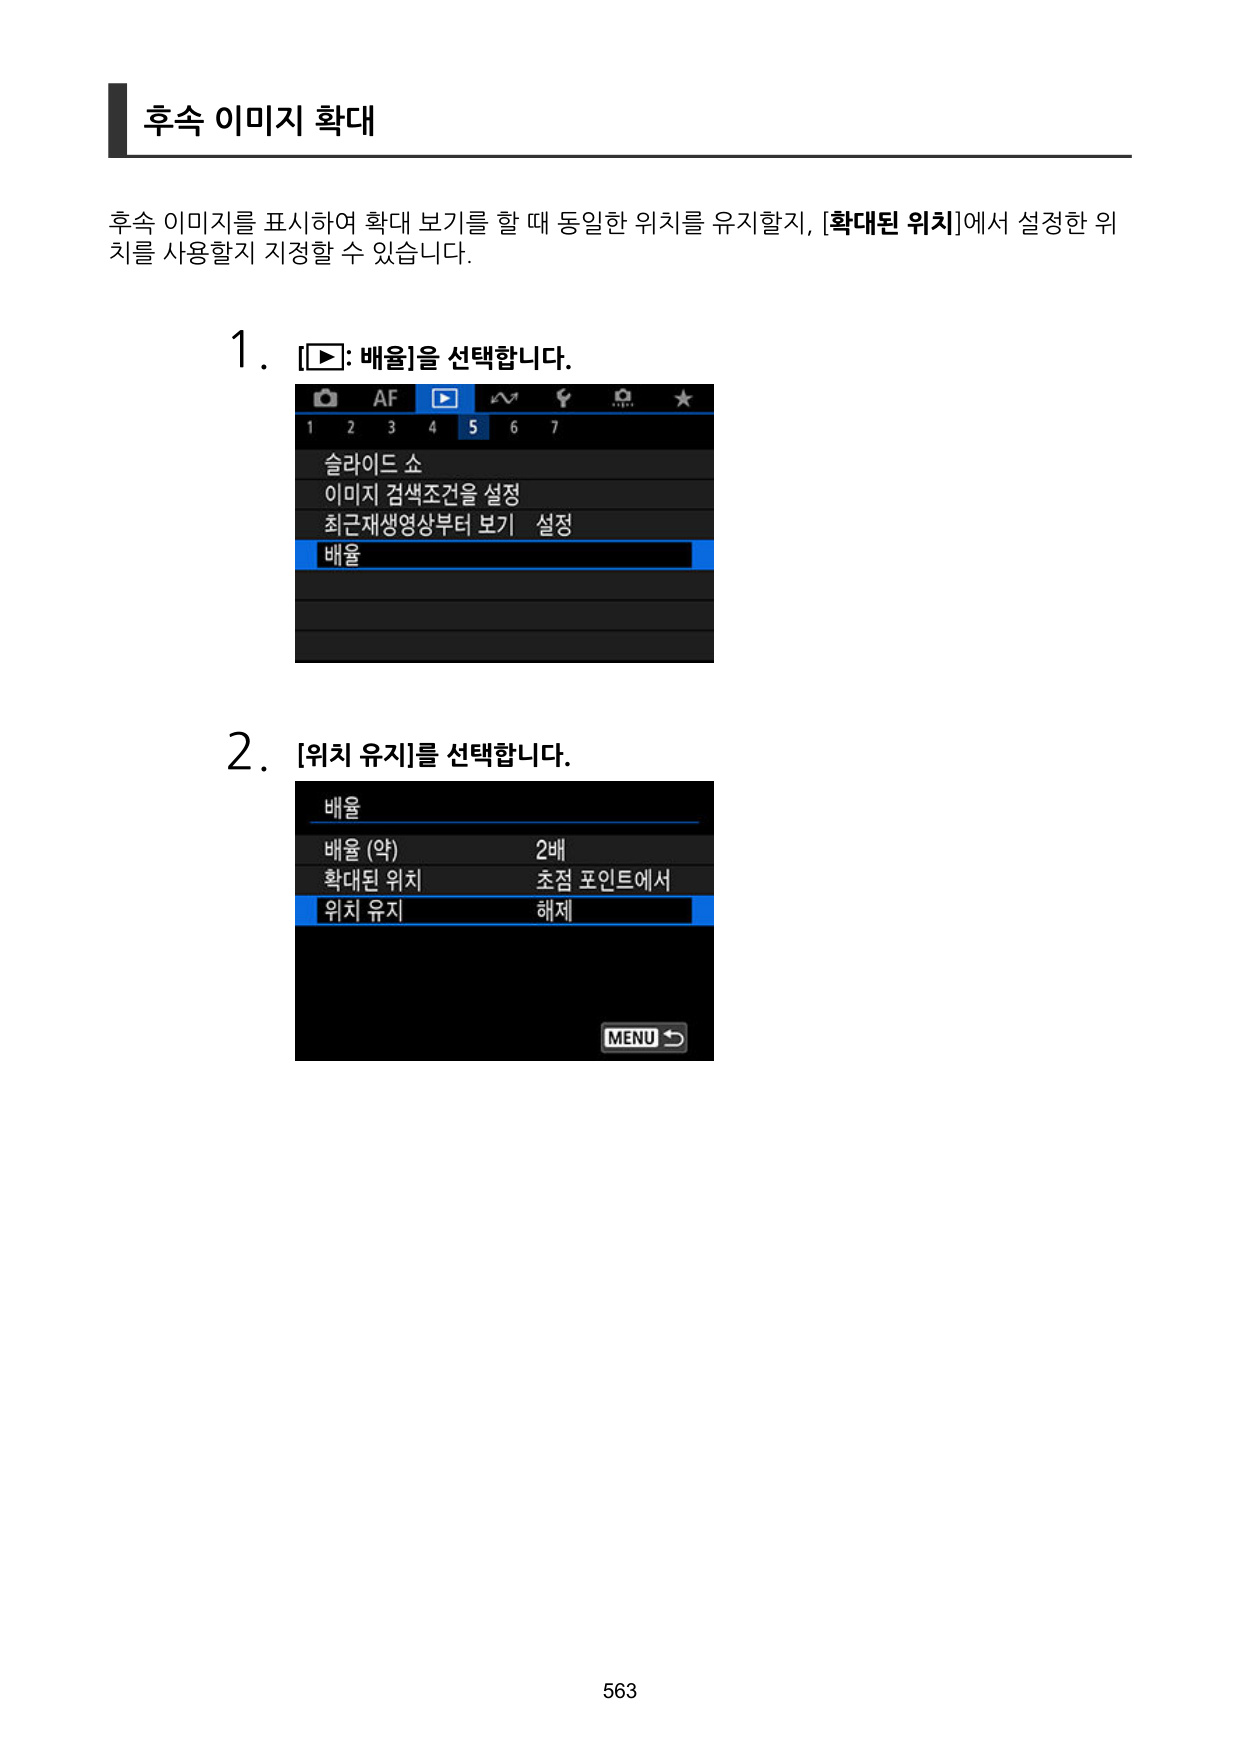 후속 이미지 확대
후속 이미지를 표시하여 확대 보기를 할 때 동일한 위치를 유지할지, [확대된 위치]에서 설정한 위
치를 사용할지 지정할 수 있습니다.
1. [▶: 배율]을 선택합니다.
AF
1 2 3 4 5 6 7
슬라이드 쇼
이미지 검색조건을 설정
최근재생영상부터 보기 설정
배율
2. [위치 유지]를 선택합니다.
배율
배율 (약) 2배
확대된 위치 초점 포인트에서
위치 유지 해제
MENU
563